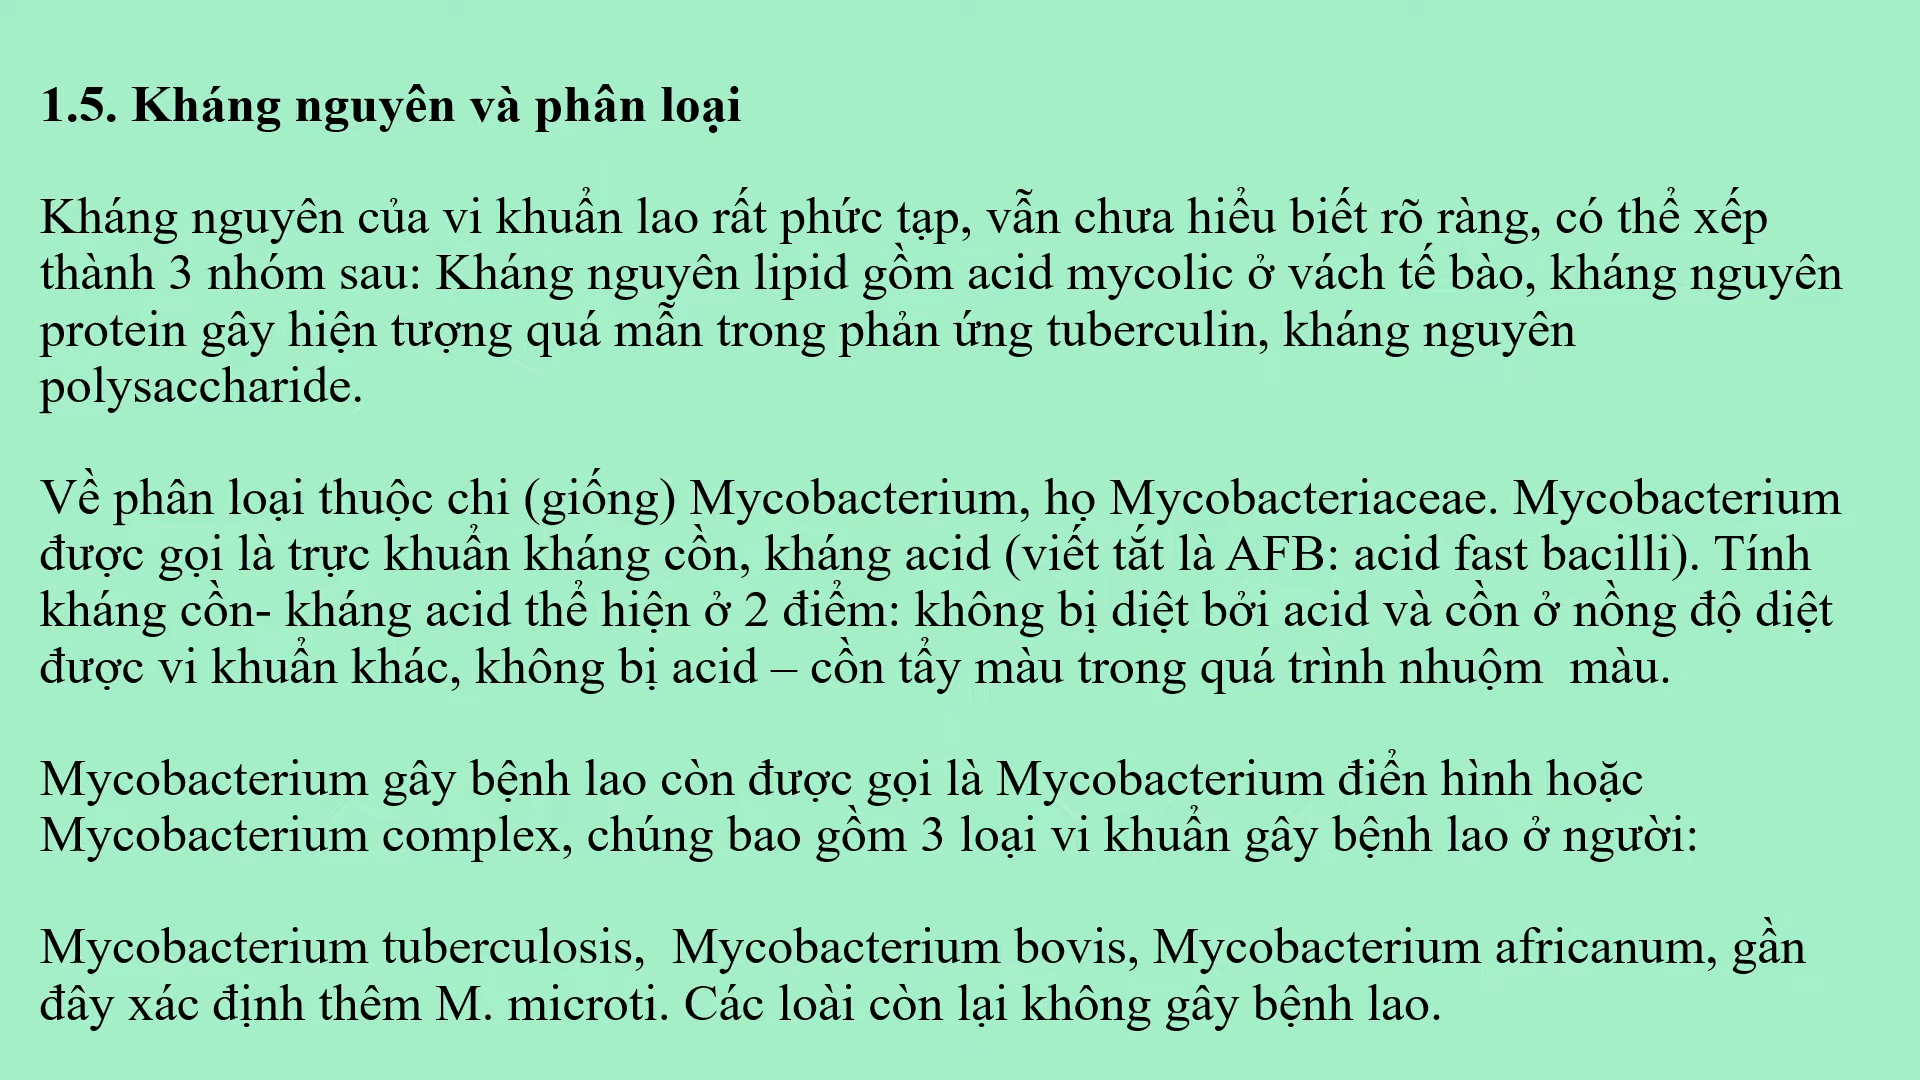 1.5. Kháng nguyên và phân loại
Kháng nguyên của vi khuẩn lao rất phức tạp, vẫn chưa hiểu biết rõ ràng, có thể xếp
thành 3 nhóm sau: Kháng nguyên lipid gồm acid mycolic ở vách tế bào, kháng nguyên
protein gây hiện tượng quá mẫn trong phản ứng tuberculin, kháng nguyên
polysaccharide.
Về phân loại thuộc chi (giống) Mycobacterium, họ Mycobacteriaceae. Mycobacterium
được gọi là trực khuẩn kháng cồn, kháng acid (viết tắt là AFB: acid fast bacilli). Tính
kháng cồn- kháng acid thể hiện ở 2 điểm: không bị diệt bởi acid và cồn ở nồng độ diệt
được vi khuẩn khác, không bị acid – cồn tẩy màu trong quá trình nhuộm  màu.
Mycobacterium gây bệnh lao còn được gọi là Mycobacterium điển hình hoặc
Mycobacterium complex, chúng bao gồm 3 loại vi khuẩn gây bệnh lao ở người:
Mycobacterium tuberculosis,  Mycobacterium bovis, Mycobacterium africanum, gần
đây xác định thêm M. microti. Các loài còn lại không gây bệnh lao.